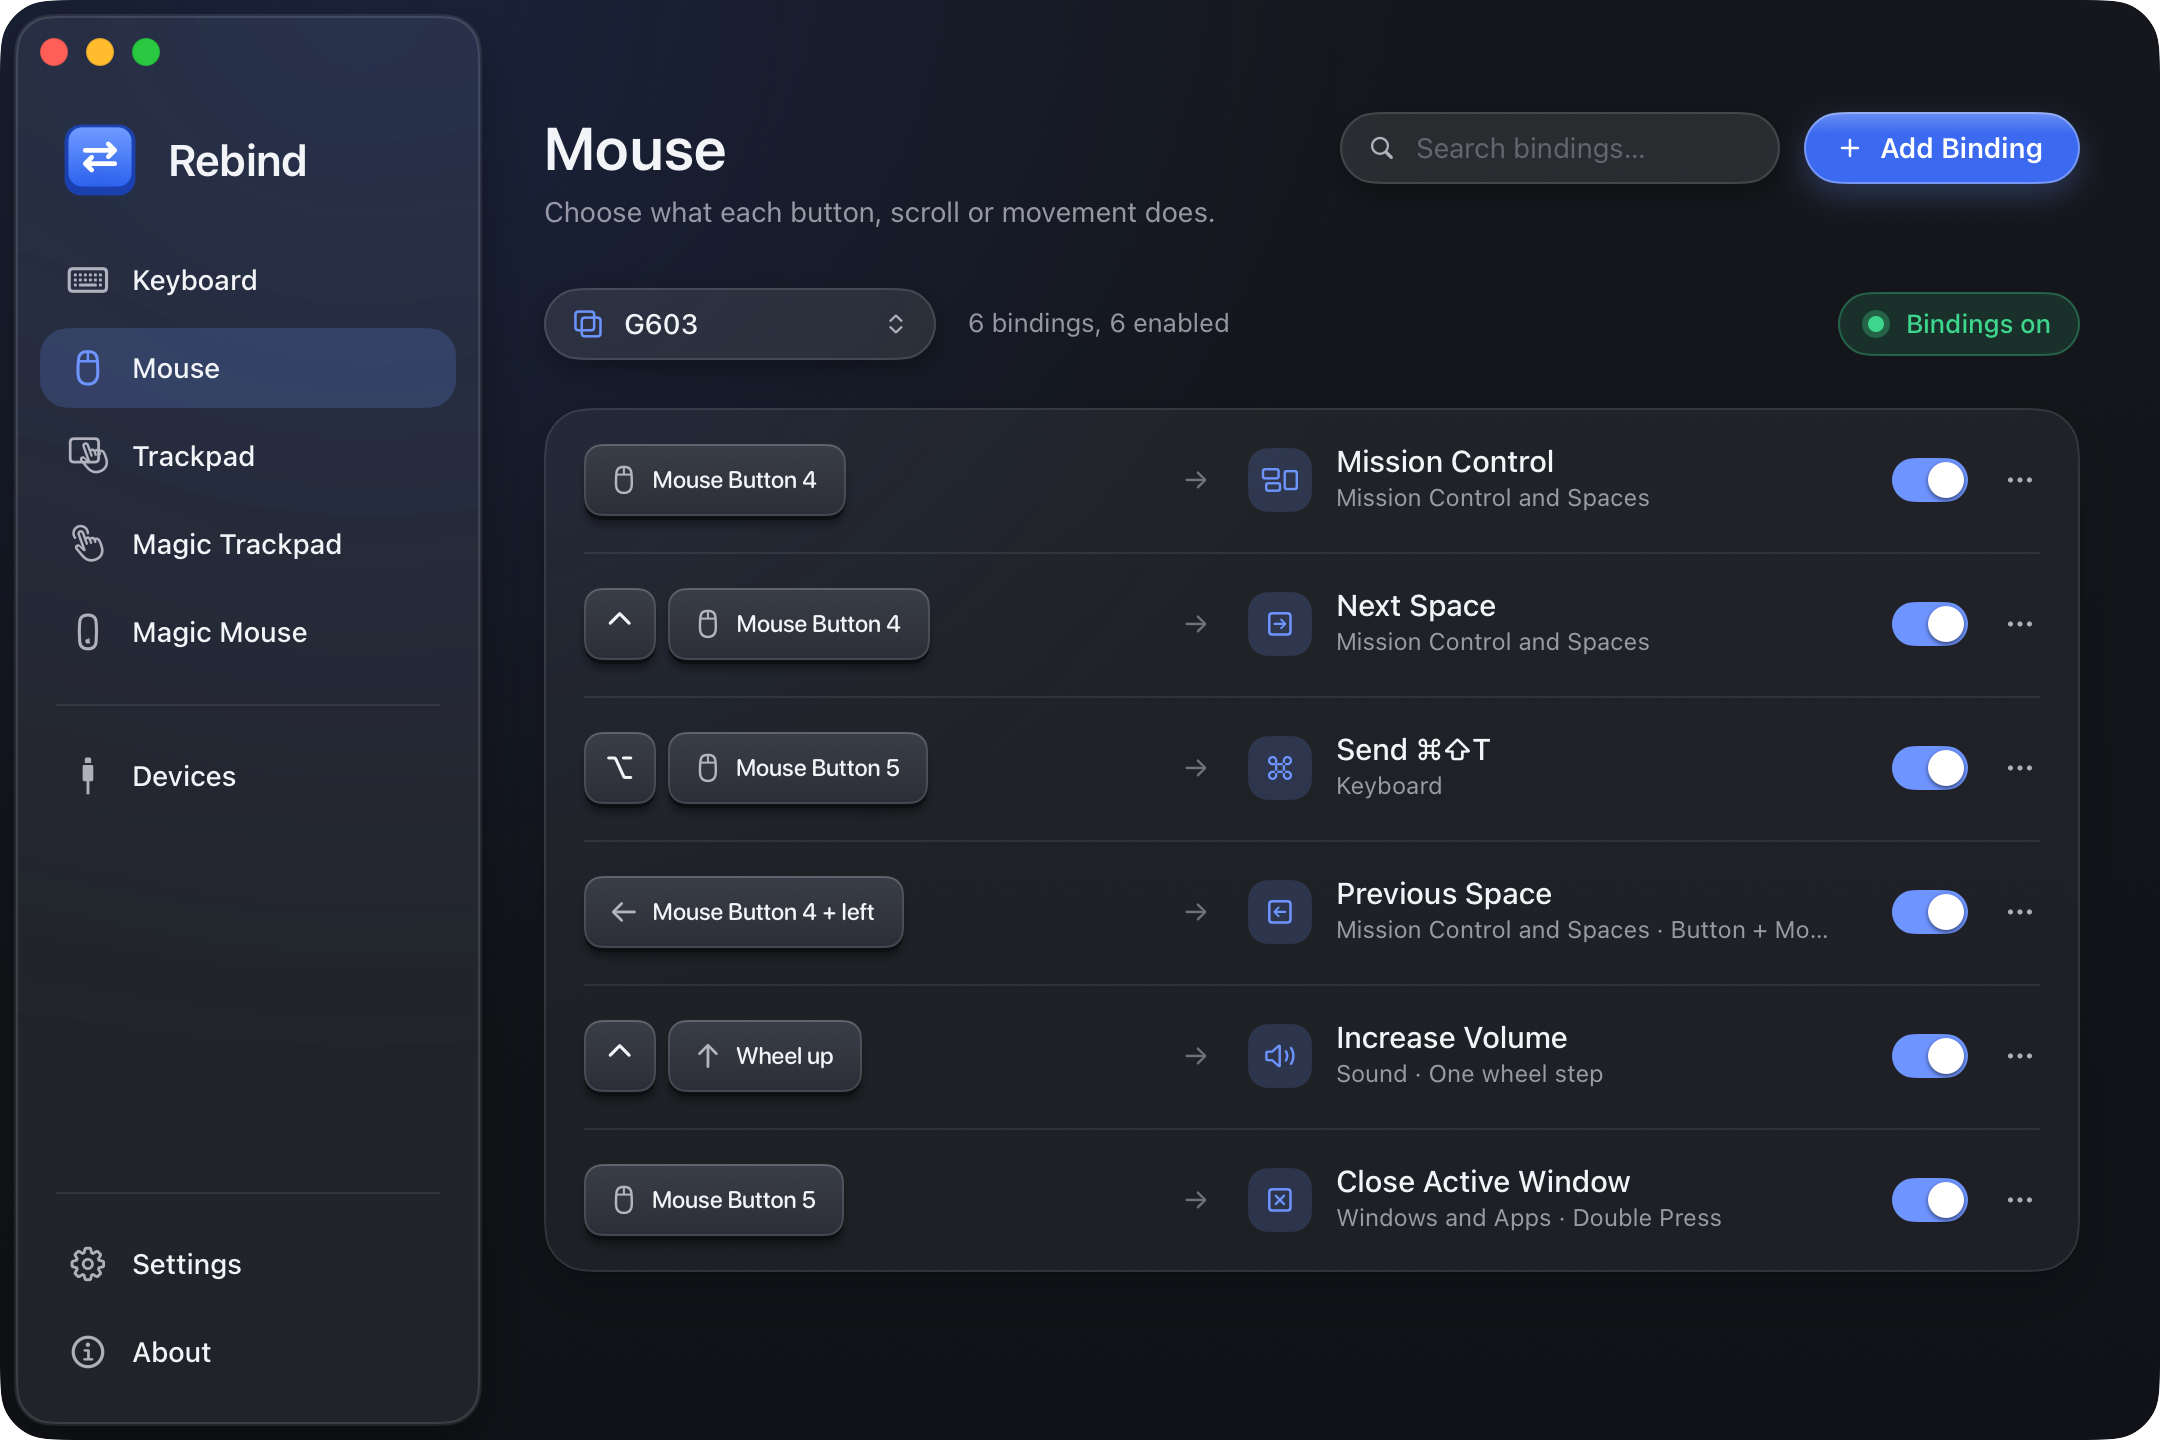 Rebind
Keyboard
Mouse
Trackpad
Magic Trackpad
Magic Mouse
Devices
Settings
About
Mouse
Choose what each button, scroll or movement does.
Search bindings...
+ Add Binding
G603
6 bindings, 6 enabled
Bindings on
Mouse Button 4 → Mission Control
Mission Control and Spaces
⌃ Mouse Button 4 → Next Space
Mission Control and Spaces
⌥ Mouse Button 5 → Send ⌘⇧T
Keyboard
← Mouse Button 4 + left → Previous Space
Mission Control and Spaces · Button + Mo...
⌃ ↑ Wheel up → Increase Volume
Sound · One wheel step
Mouse Button 5 → Close Active Window
Windows and Apps · Double Press